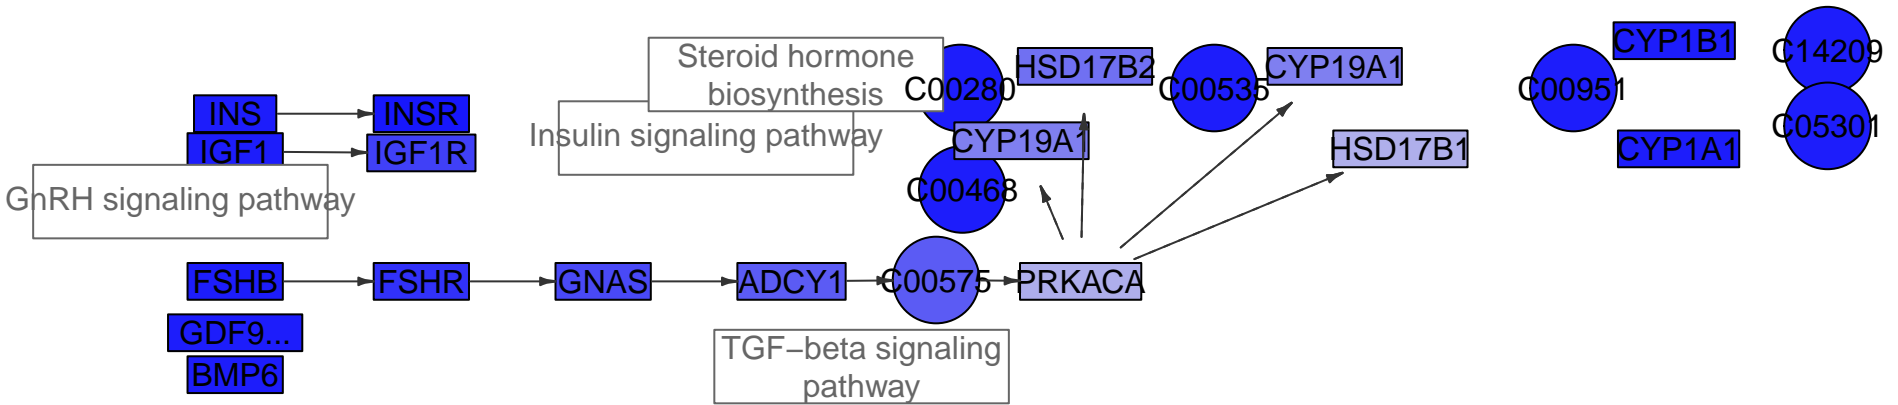 CYP1B1
C14209
Steroid hormone
biosynthesis
C00280
HSD17B2
C00535
CYP19A1
C00951
INS
INSR
Insulin signaling pathway
CYP19A1
C05301
IGF1
IGF1R
HSD17B1
CYP1A1
GnRH signaling pathway
C00468
FSHB
FSHR
GNAS
ADCY1
C00575
PRKACA
GDF9...
TGF−beta signaling
pathway
BMP6